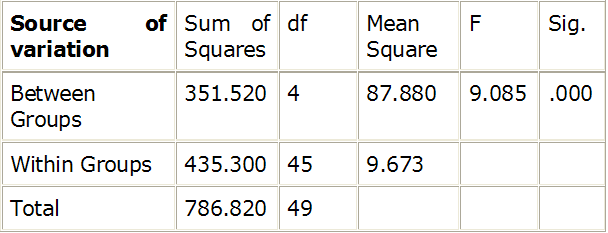 Source of Sum of df Mean F Sig.
variation Squares Square
Between 351.520 4 87.880 9.085 .000
Groups
Within Groups 435.300 45 9.673
Total 786.820 49